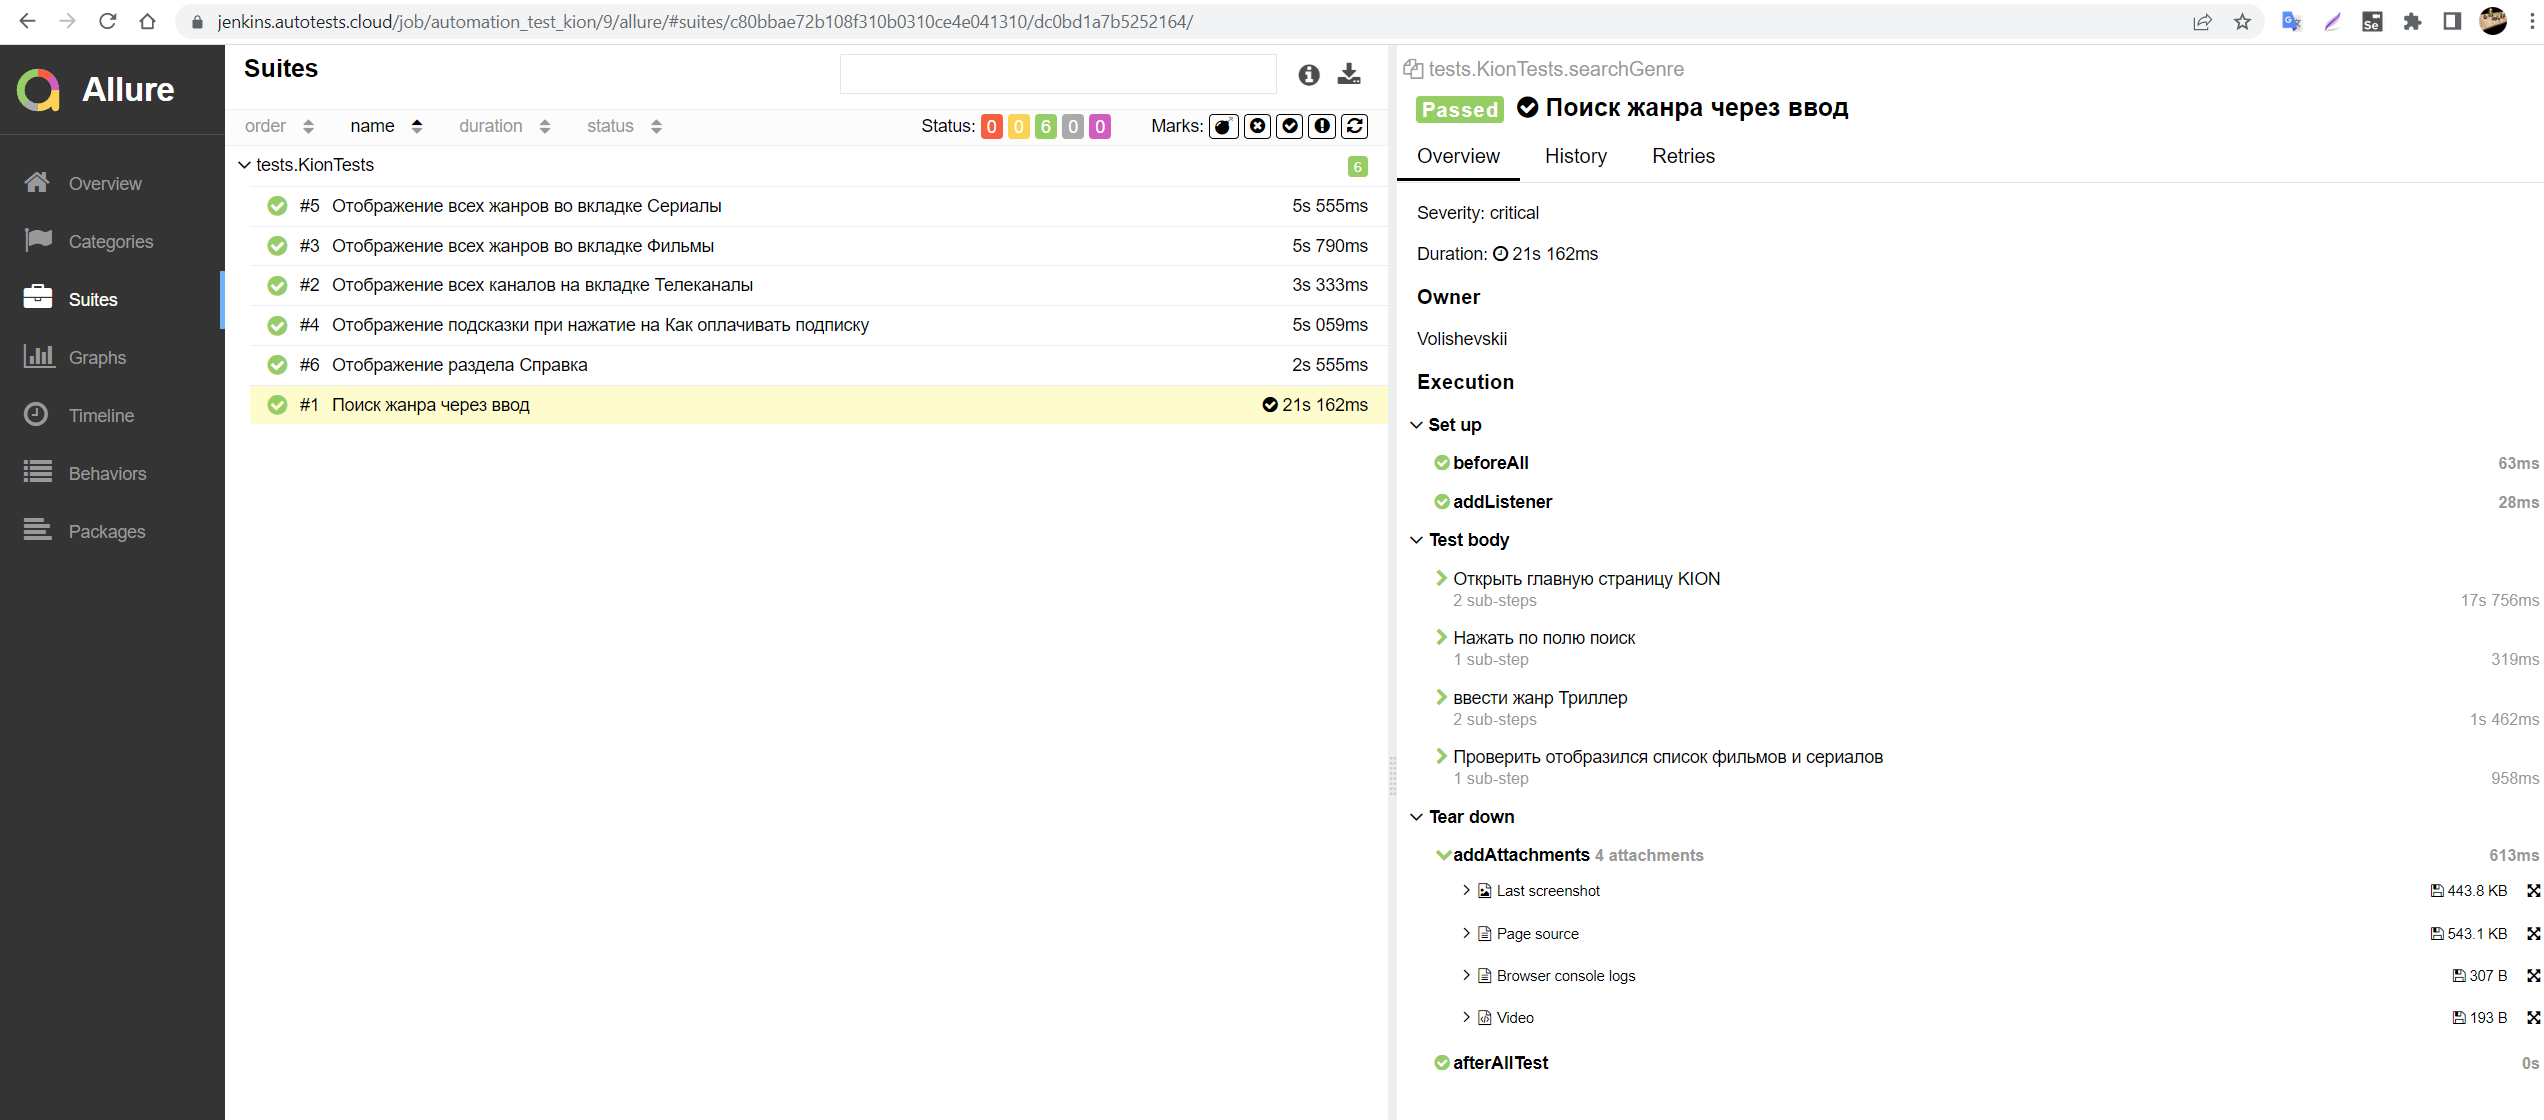 jenkins.autotests.cloud/job/automation_test_kion/9/allure/#suites/c80bbae72b108f310b0310ce4e041310/dc0bd1a7b5252164/
Allure
Overview
Categories
Suites
Graphs
Timeline
Behaviors
Packages
Suites
order name duration status Status: 0 0 6 0 0 Marks:
tests.KionTests 6
#5 Отображение всех жанров во вкладке Сериалы 5s 555ms
#3 Отображение всех жанров во вкладке Фильмы 5s 790ms
#2 Отображение всех каналов на вкладке Телеканалы 3s 333ms
#4 Отображение подсказки при нажатие на Как оплачивать подписку 5s 059ms
#6 Отображение раздела Справка 2s 555ms
#1 Поиск жанра через ввод 21s 162ms
tests.KionTests.searchGenre
Passed Поиск жанра через ввод
Overview History Retries
Severity: critical
Duration: 21s 162ms
Owner
Volishevskii
Execution
Set up
beforeAll 63ms
addListener 28ms
Test body
Открыть главную страницу KION
2 sub-steps 17s 756ms
Нажать по полю поиск
1 sub-step 319ms
ввести жанр Триллер
2 sub-steps 1s 462ms
Проверить отобразился список фильмов и сериалов
1 sub-step 958ms
Tear down
addAttachments 4 attachments 613ms
Last screenshot 443.8 KB
Page source 543.1 KB
Browser console logs 307 B
Video 193 B
afterAllTest 0s